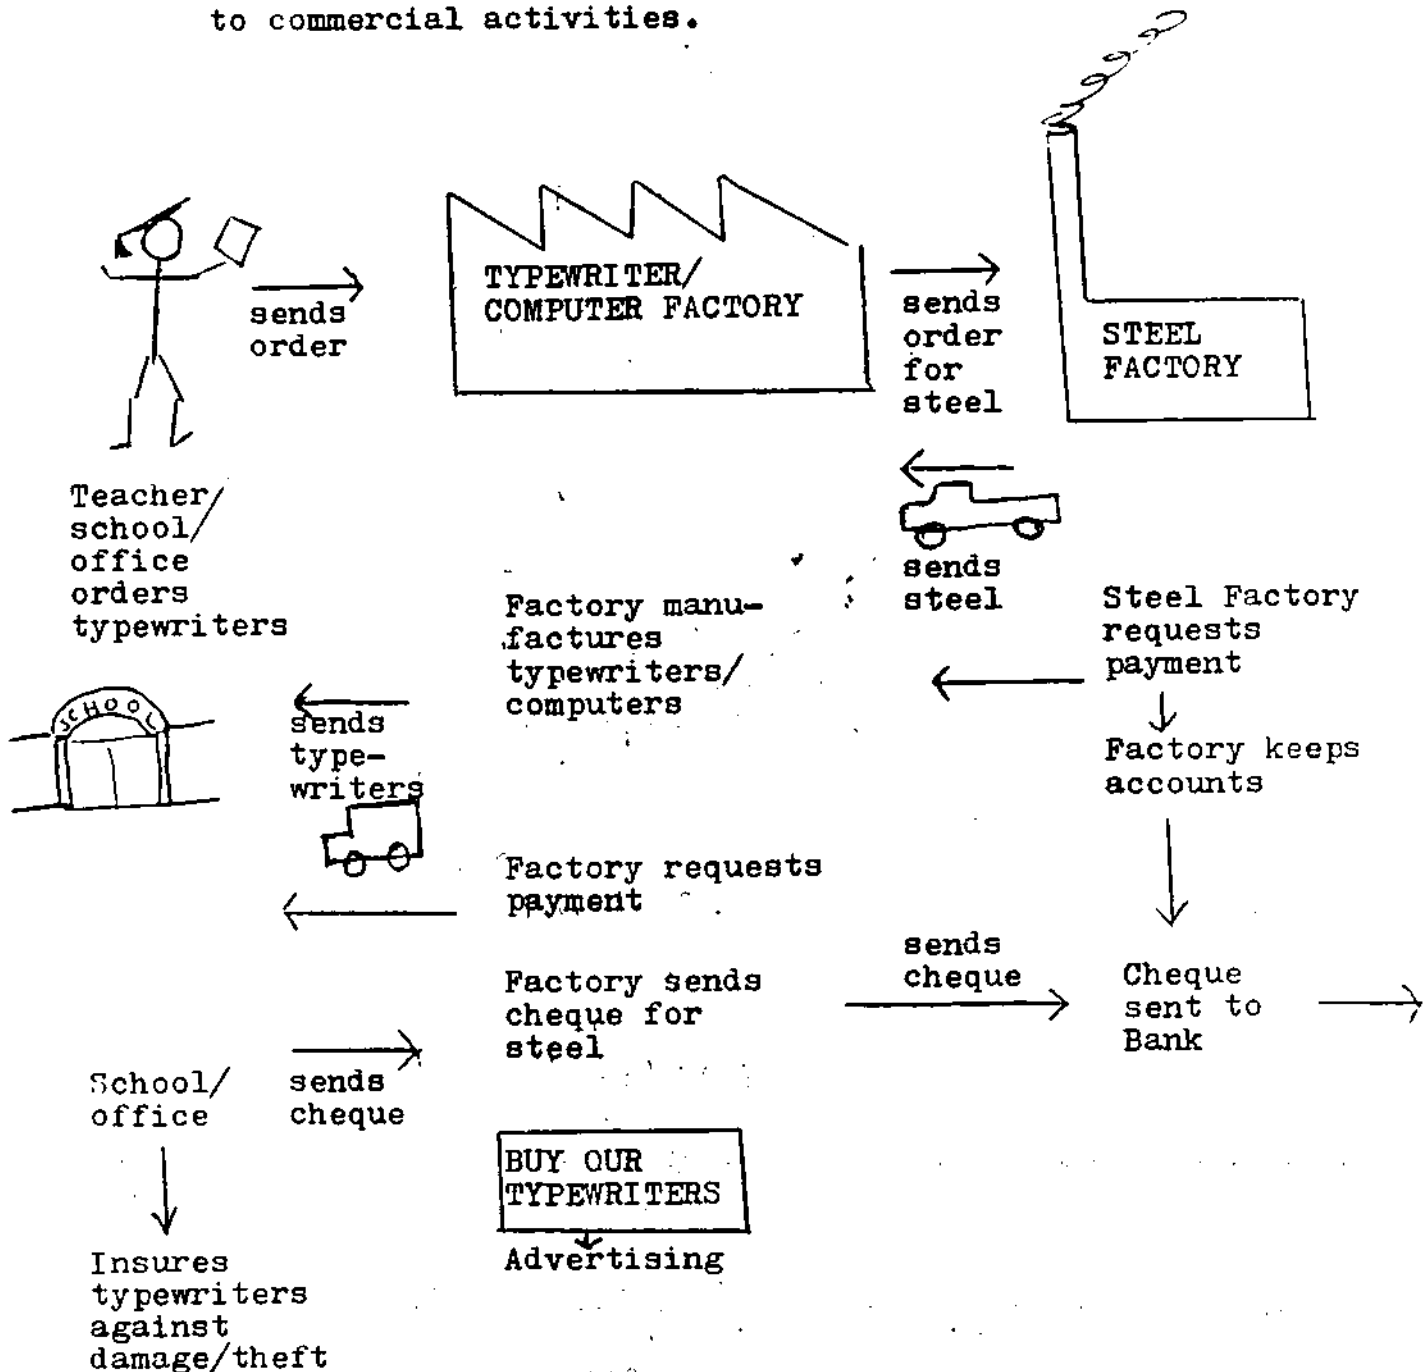 to commercial activities.
TYPEWRITER/
COMPUTER FACTORY
sends
order
sends
order
for
steel
STEEL
FACTORY
Teacher/
school/
office
orders
typewriters
sends
steel
Factory manu-
factures
typewriters/
computers
Steel Factory
requests
payment
SCHOOL
sends
type-
writers
Factory keeps
accounts
Factory requests
payment
sends
cheque
Factory sends
cheque for
steel
Cheque
sent to
Bank
School/
office
sends
cheque
BUY OUR
TYPEWRITERS
Advertising
Insures
typewriters
against
damage/theft